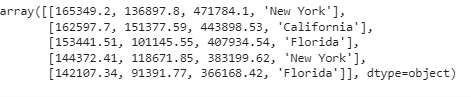 array([[165349.2, 136897.8, 471784.1, 'New York'],
[162597.7, 151377.59, 443898.53, 'California'],
[153441.51, 101145.55, 407934.54, 'Florida'],
[144372.41, 118671.85, 383199.62, 'New York'],
[142107.34, 91391.77, 366168.42, 'Florida']], dtype=object)